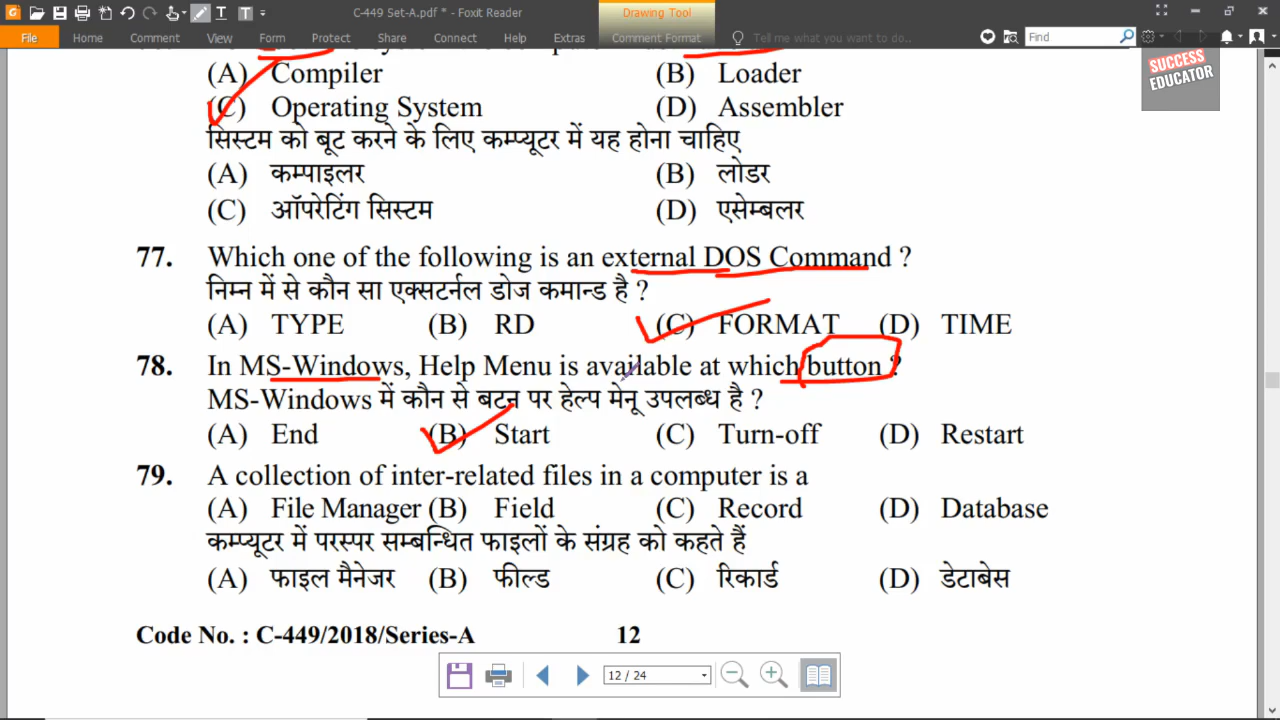 C-449 Set-A.pdf * - Foxit Reader
Drawing Tool
File Home Comment View Form Protect Share Connect Help Extras Comment Format Tell me what you want to do.. Find
SUCCESS
EDUCATOR
(A) Compiler (B) Loader
(C) Operating System (D) Assembler
सिस्टम को बूट करने के लिए कम्प्यूटर में यह होना चाहिए
(A) कम्पाइलर (B) लोडर
(C) ऑपरेटिंग सिस्टम (D) एसेम्बलर
77. Which one of the following is an external DOS Command ?
निम्न में से कौन सा एक्सटर्नल डोज कमान्ड है ?
(A) TYPE (B) RD (C) FORMAT (D) TIME
78. In MS-Windows, Help Menu is available at which button ?
MS-Windows में कौन से बटन पर हेल्प मेनू उपलब्ध है ?
(A) End (B) Start (C) Turn-off (D) Restart
79. A collection of inter-related files in a computer is a
(A) File Manager (B) Field (C) Record (D) Database
कम्प्यूटर में परस्पर सम्बन्धित फाइलों के संग्रह को कहते हैं
(A) फाइल मैनेजर (B) फील्ड (C) रिकार्ड (D) डेटाबेस
Code No. : C-449/2018/Series-A 12
12 / 24